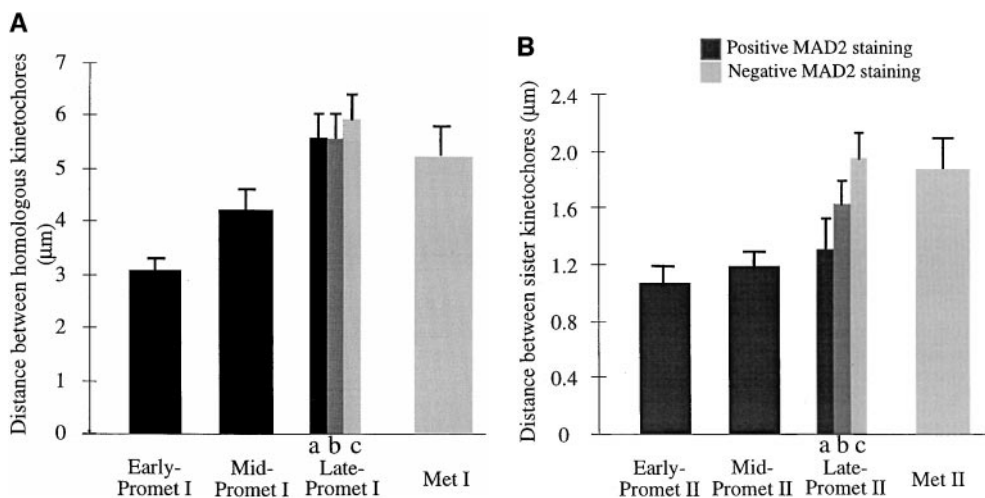 A
Distance between homologous kinetochores
(μm)
7
6
5
4
3
2
1
0
a b c
Early-
Promet I
Mid-
Promet I
Late-
Promet I
Met I
B
Positive MAD2 staining
Negative MAD2 staining
Distance between sister kinetochores (μm)
2.4
2.0
1.6
1.2
0.8
0.4
0
a b c
Early-
Promet II
Mid-
Promet II
Late-
Promet II
Met II